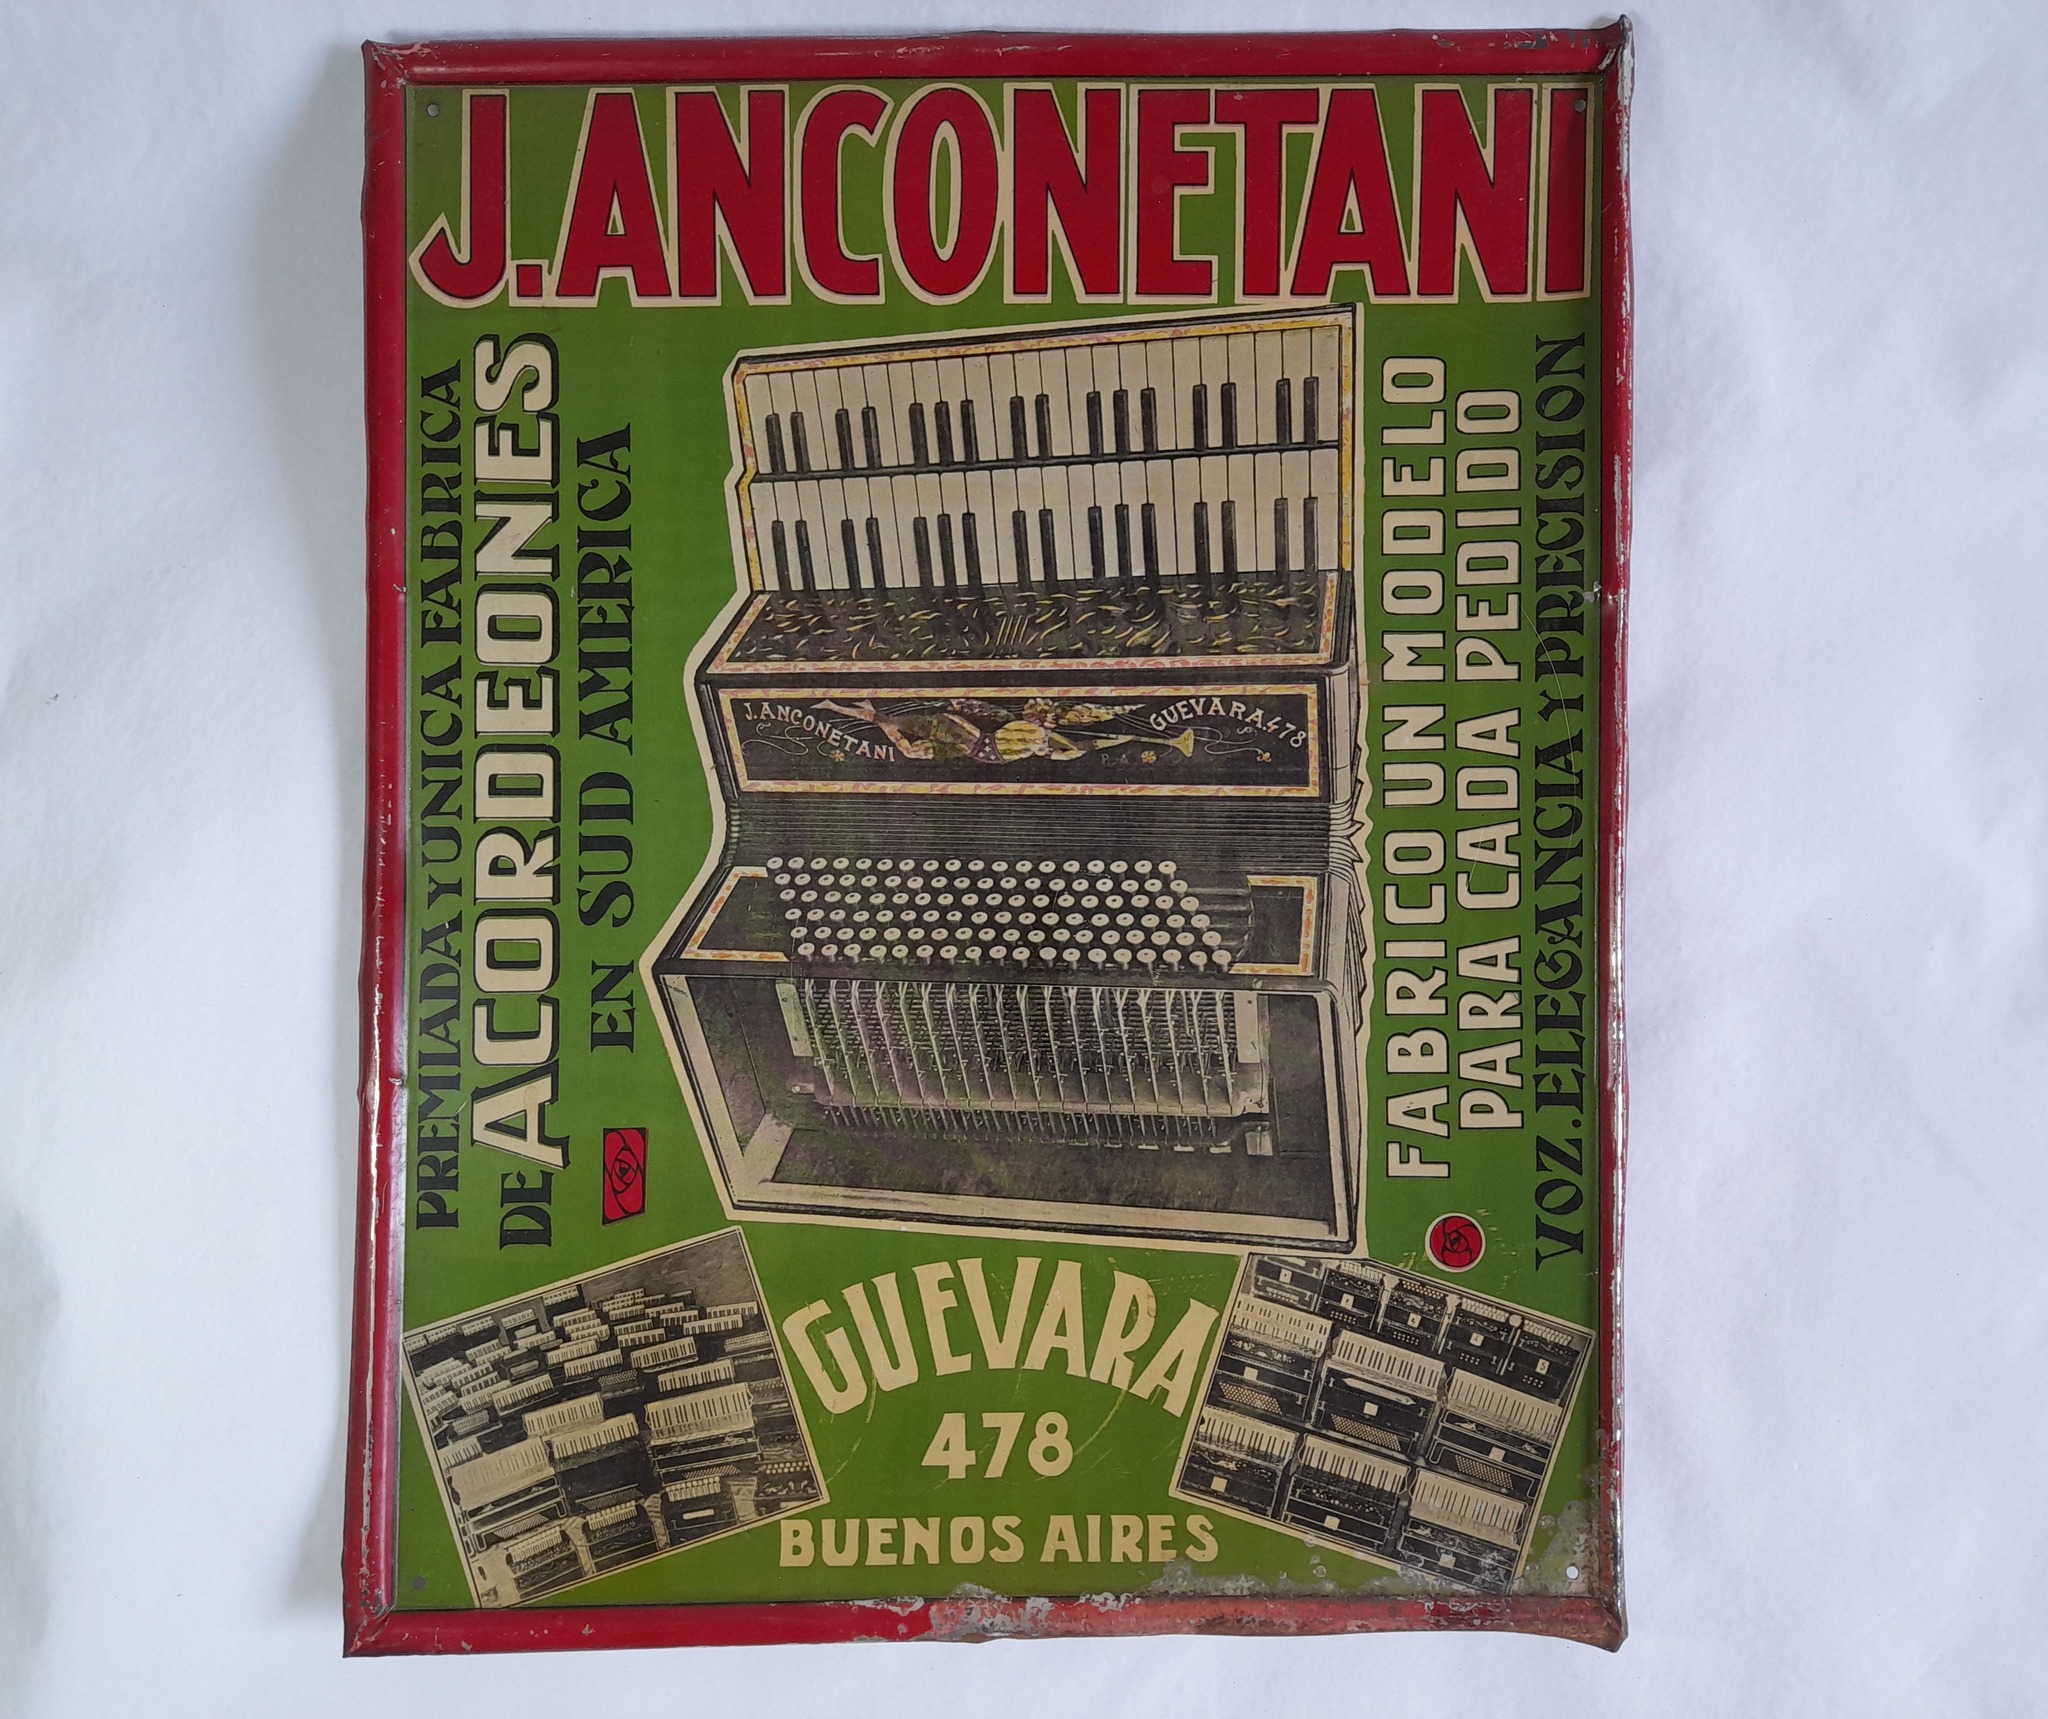 J. ANCONETANI
PREMIADA Y UNICA FABRICA
DE ACORDEONES
EN SUD AMERICA
J. ANCONETANI
GUEVARA 478
FABRICO UN MODELO
PARA CADA PEDIDO
VOZ. ELEGANCIA Y PRECISION
GUEVARA
478
BUENOS AIRES